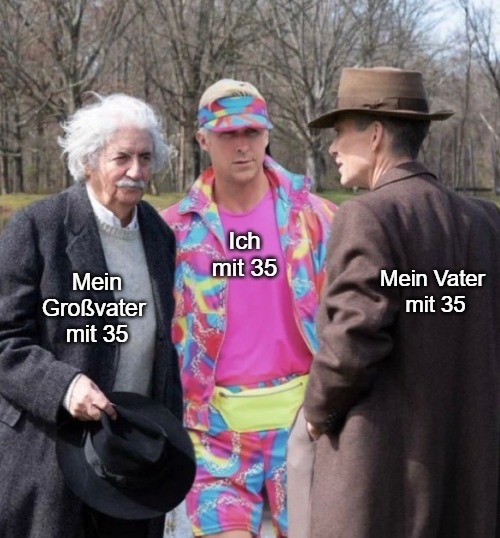 Mein
Großvater
mit 35
Ich
mit 35
Mein Vater
mit 35